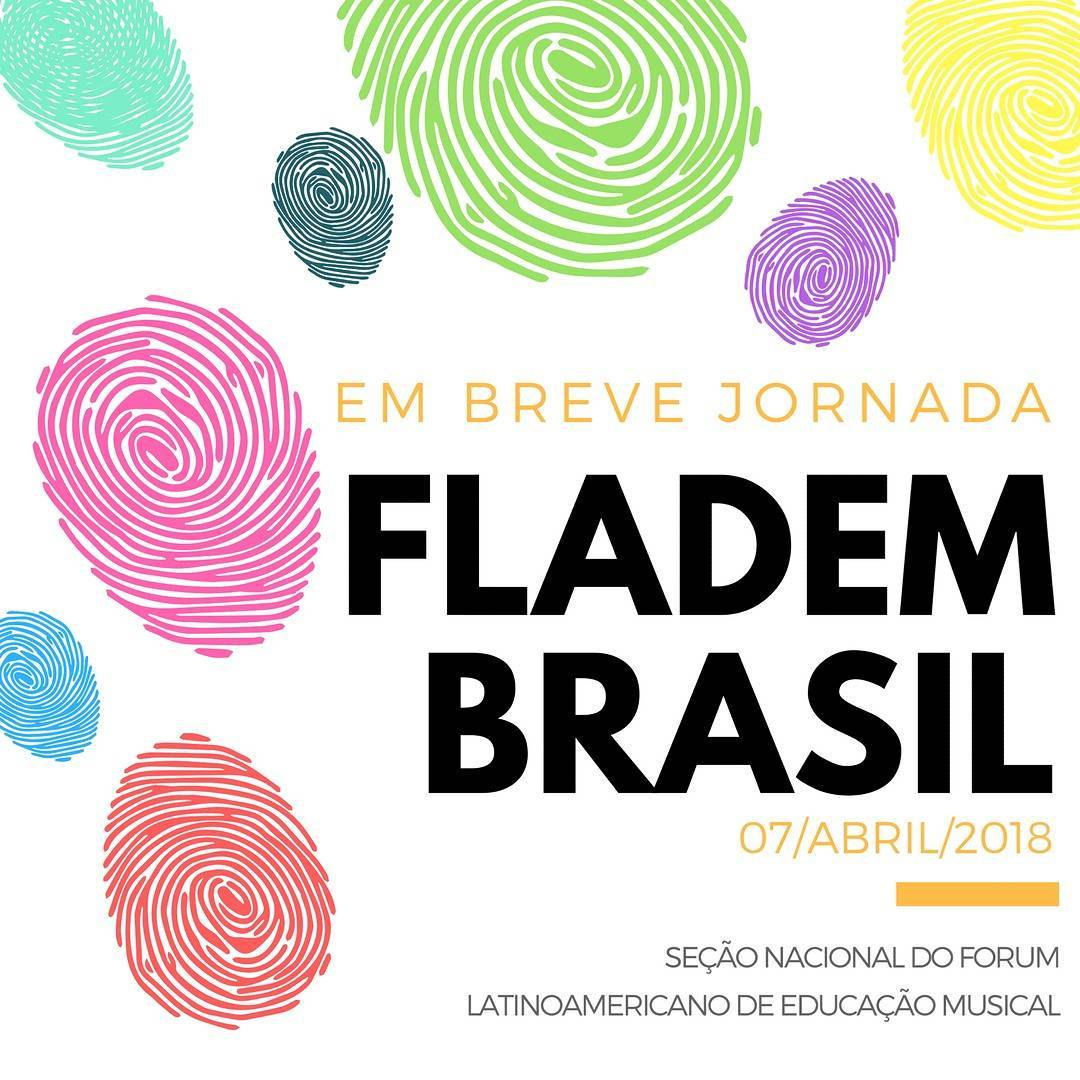 EM BREVE JORNADA
FLADEM
BRASIL
07/ABRIL/2018
SEÇÃO NACIONAL DO FORUM
LATINOAMERICANO DE EDUCAÇÃO MUSICAL